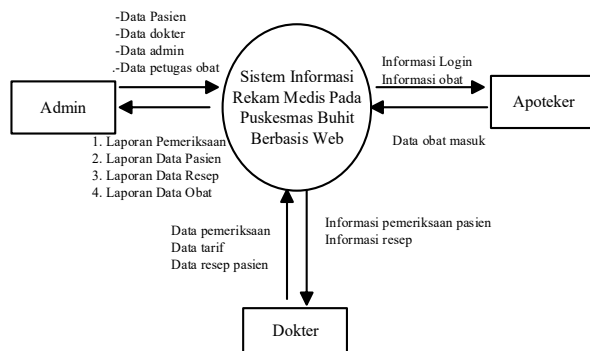 -Data Pasien
-Data dokter
-Data admin
.-Data petugas obat
Admin
1. Laporan Pemeriksaan
2. Laporan Data Pasien
3. Laporan Data Resep
4. Laporan Data Obat
Sistem Informasi
Rekam Medis Pada
Puskesmas Buhit
Berbasis Web
Informasi Login
Informasi obat
Apoteker
Data obat masuk
Data pemeriksaan
Data tarif
Data resep pasien
Informasi pemeriksaan pasien
Informasi resep
Dokter